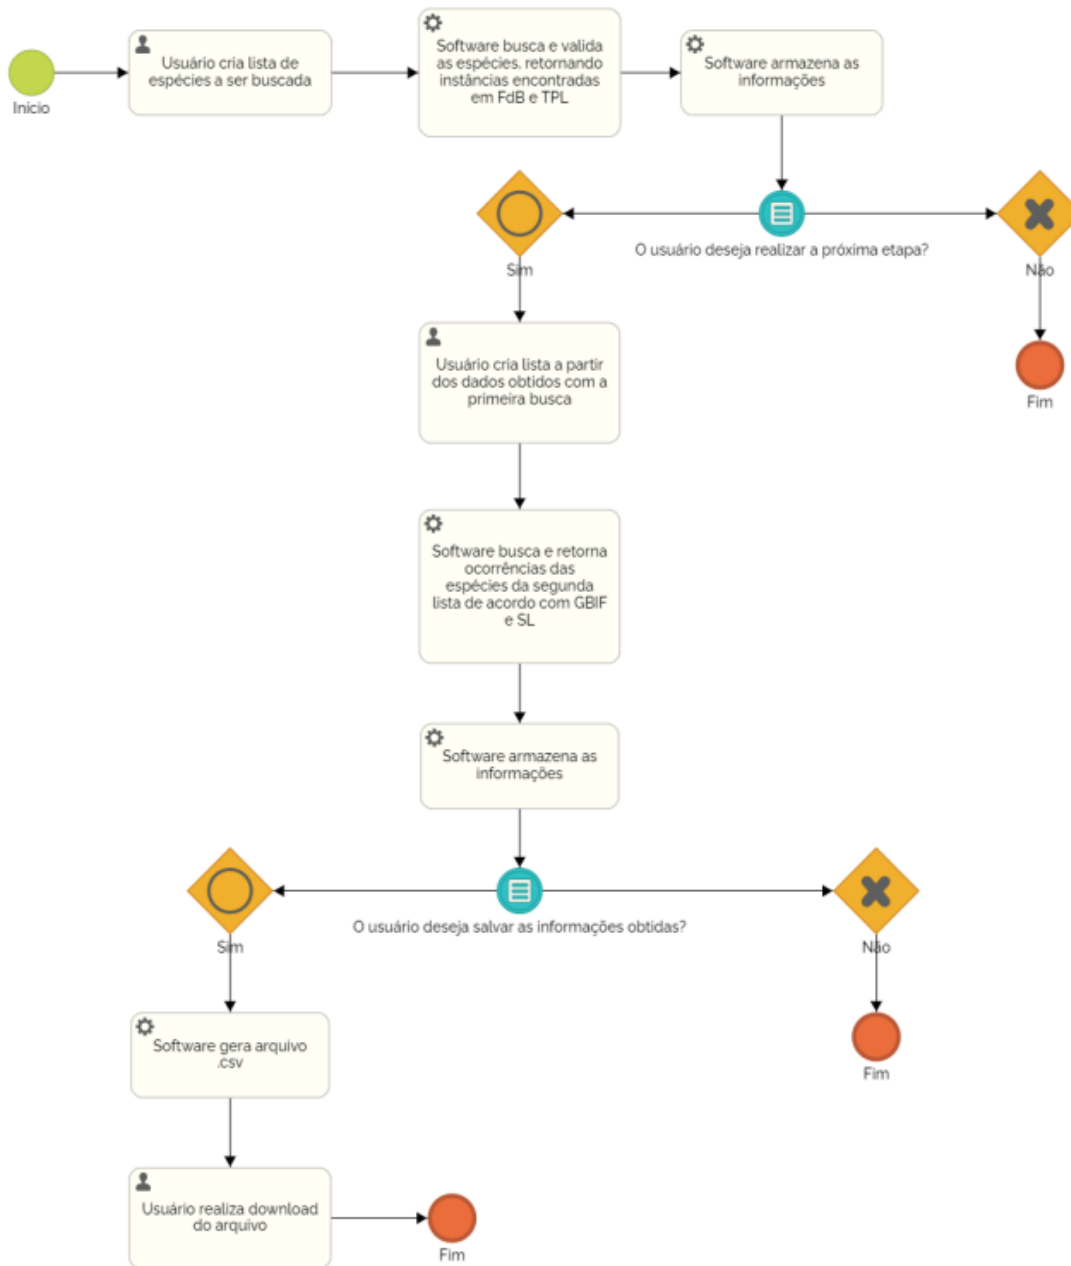 Início
Usuário cria lista de
espécies a ser buscada
Software busca e valida
as espécies, retornando
instâncias encontradas
em FdB e TPL
Software armazena as
informações
O usuário deseja realizar a próxima etapa?
Sim
Não
Fim
Usuário cria lista a partir
dos dados obtidos com a
primeira busca
Software busca e retorna
ocorrências das
espécies da segunda
lista de acordo com GBIF
e SL
Software armazena as
informações
O usuário deseja salvar as informações obtidas?
Sim
Não
Fim
Software gera arquivo
.csv
Usuário realiza download
do arquivo
Fim